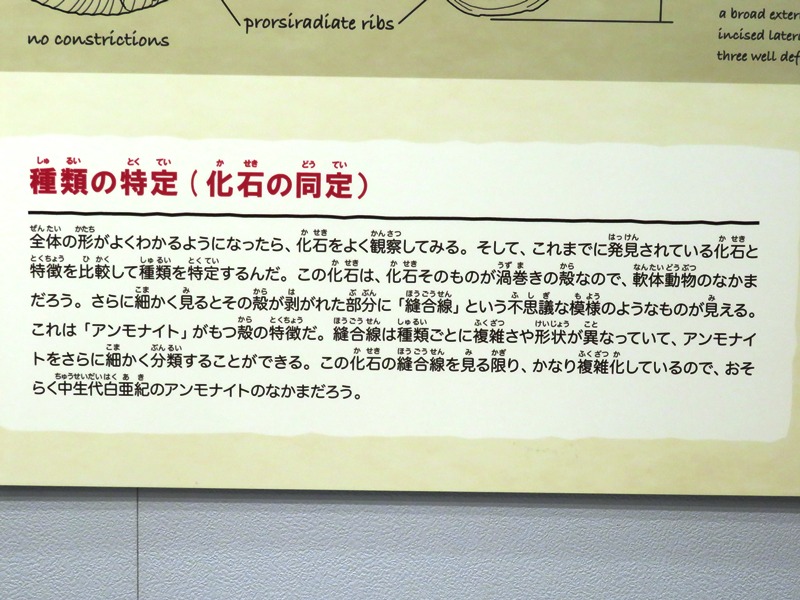 no constrictions
prorsiradiate ribs
a broad exter
incised latera
three well def
種類の特定（化石の同定）
全体の形がよくわかるようになったら、化石をよく観察してみる。そして、これまでに発見されている化石と
特徴を比較して種類を特定するんだ。この化石は、化石そのものが渦巻きの殻なので、軟体動物のなかま
だろう。さらに細かく見るとその殻が剥がれた部分に「縫合線」という不思議な模様のようなものが見える。
これは「アンモナイト」がもつ殻の特徴だ。縫合線は種類ごとに複雑さや形状が異なっていて、アンモナイ
トをさらに細かく分類することができる。この化石の縫合線を見る限り、かなり複雑化しているので、おそ
らく中生代白亜紀のアンモナイトのなかまだろう。